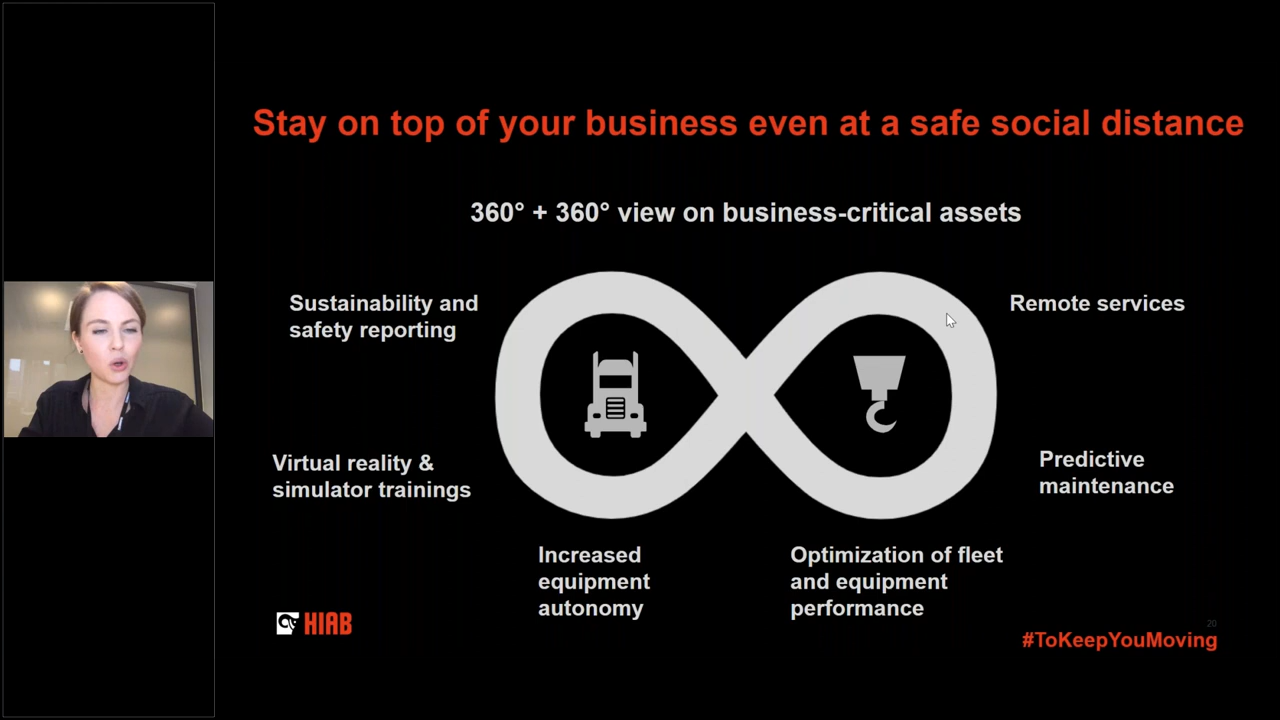 Stay on top of your business even at a safe social distance
360° + 360° view on business-critical assets
Sustainability and
safety reporting
Remote services
Virtual reality &
simulator trainings
Predictive
maintenance
Increased
equipment
autonomy
Optimization of fleet
and equipment
performance
HIAB
20
#ToKeepYouMoving